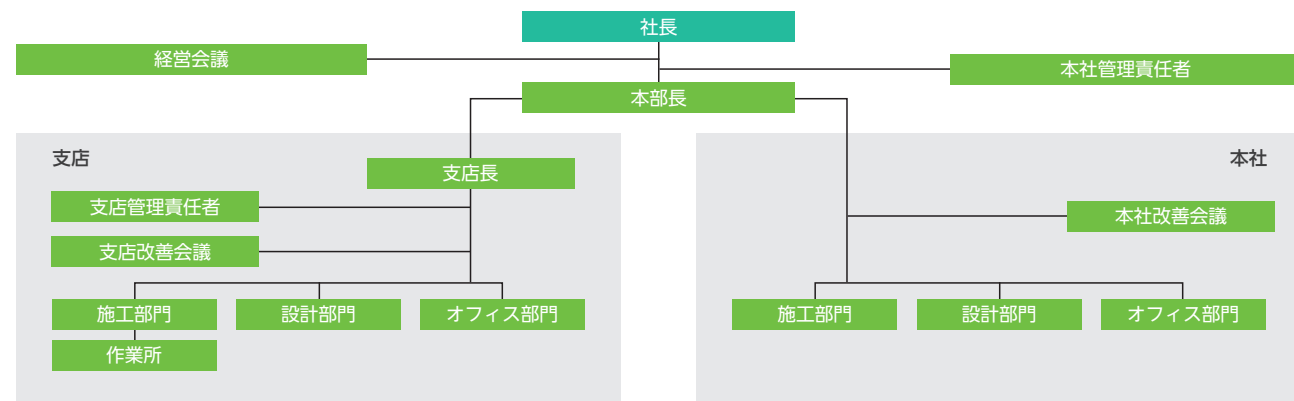 社長
経営会議
本社管理責任者
本部長
支店
支店長
支店管理責任者
支店改善会議
施工部門
設計部門
オフィス部門
作業所
本社
本社改善会議
施工部門
設計部門
オフィス部門